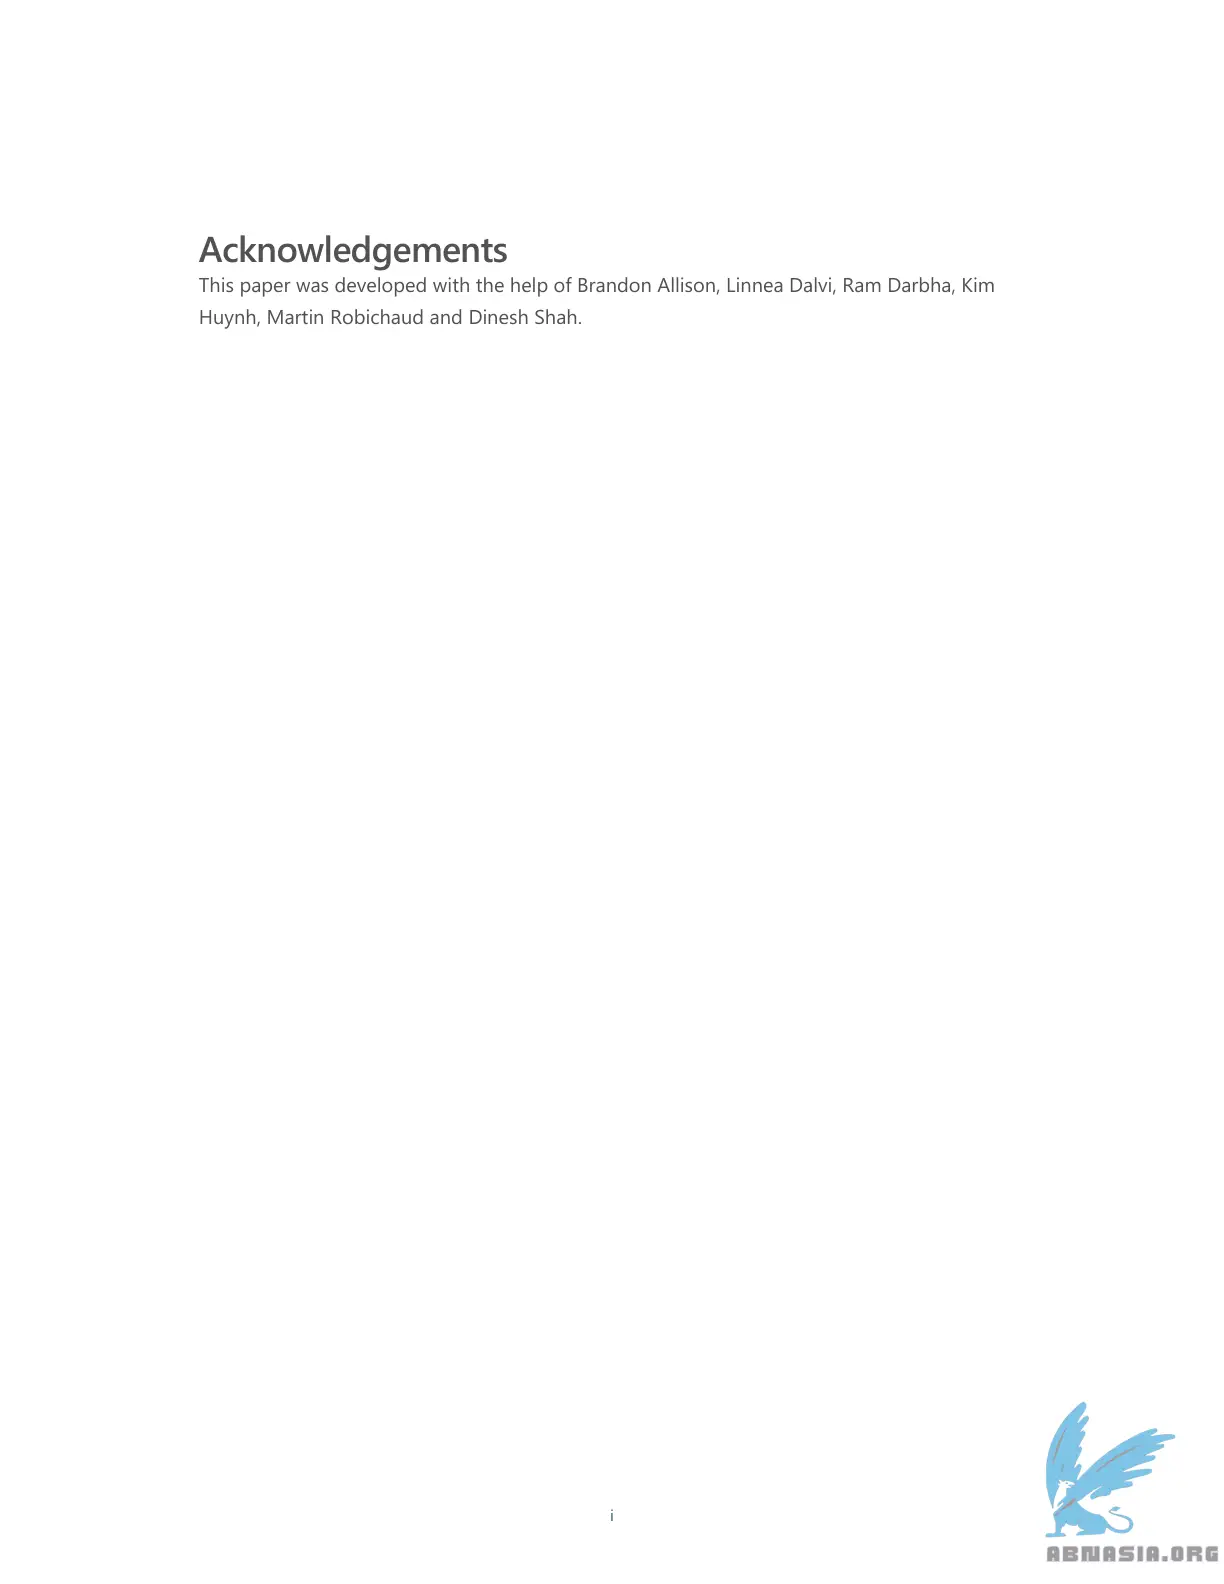 Acknowledgements
This paper was developed with the help of Brandon Allison, Linnea Dalvi, Ram Darbha, Kim
Huynh, Martin Robichaud and Dinesh Shah.
i
ABNASIA.ORG